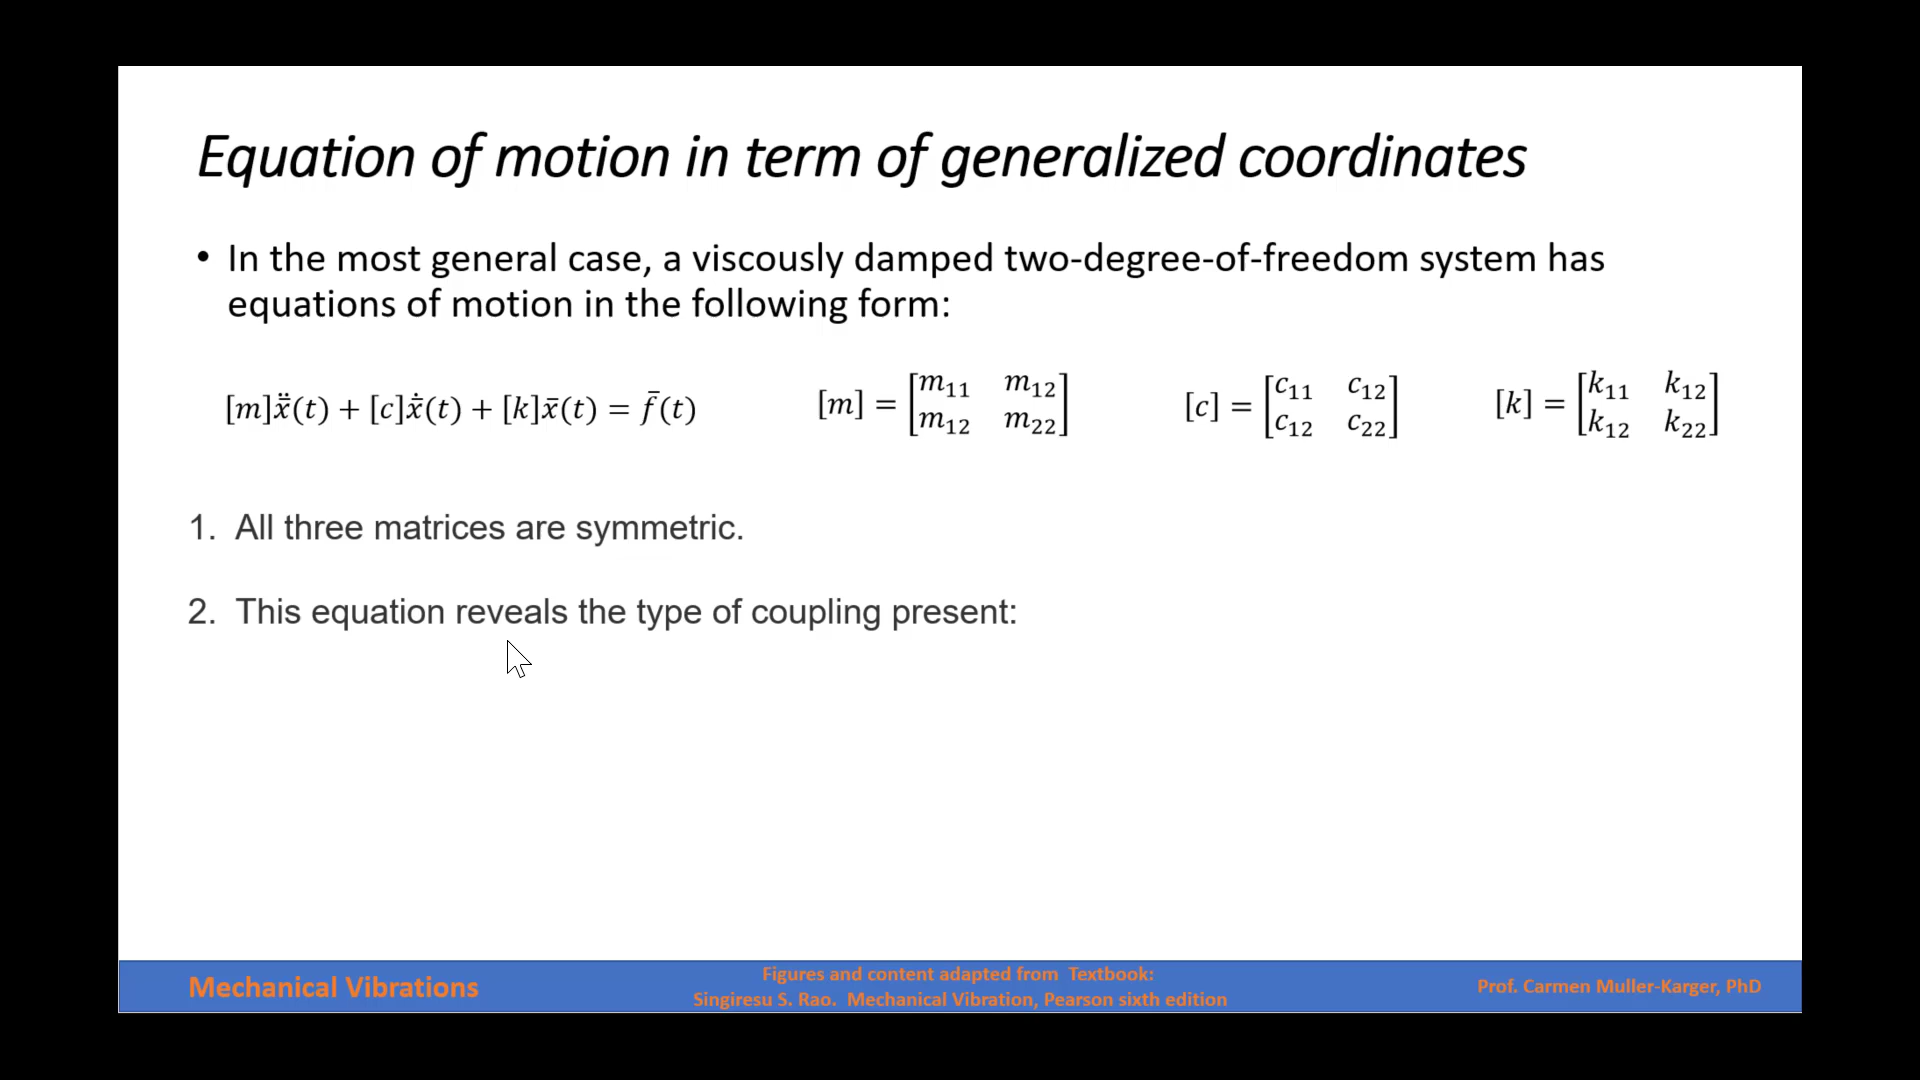 Equation of motion in term of generalized coordinates
• In the most general case, a viscously damped two-degree-of-freedom system has
equations of motion in the following form:
[m]ẍ̄(t) + [c]ẋ̄(t) + [k]x̄(t) = f̄(t)    [m] = [m₁₁ m₁₂; m₁₂ m₂₂]    [c] = [c₁₁ c₁₂; c₁₂ c₂₂]    [k] = [k₁₁ k₁₂; k₁₂ k₂₂]
1. All three matrices are symmetric.
2. This equation reveals the type of coupling present:
Mechanical Vibrations
Figures and content adapted from Textbook:
Singiresu S. Rao. Mechanical Vibration, Pearson sixth edition
Prof. Carmen Muller-Karger, PhD